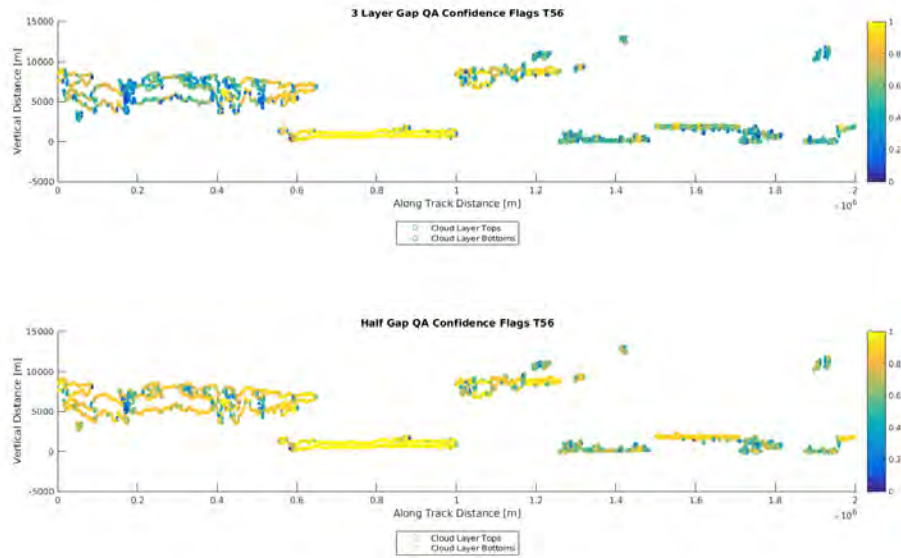 3 Layer Gap QA Confidence Flags T56
15000
10000
5000
0
-5000
Vertical Distance [m]
0 0.2 0.4 0.6 0.8 1 1.2 1.4 1.6 1.8 2
Along Track Distance [m]
·10⁶
1
0.8
0.6
0.4
0.2
0
Cloud Layer Tops
Cloud Layer Bottoms
Half Gap QA Confidence Flags T56
15000
10000
5000
0
-5000
Vertical Distance [m]
0 0.2 0.4 0.6 0.8 1 1.2 1.4 1.6 1.8 2
Along Track Distance [m]
·10⁶
1
0.8
0.6
0.4
0.2
0
Cloud Layer Tops
Cloud Layer Bottoms